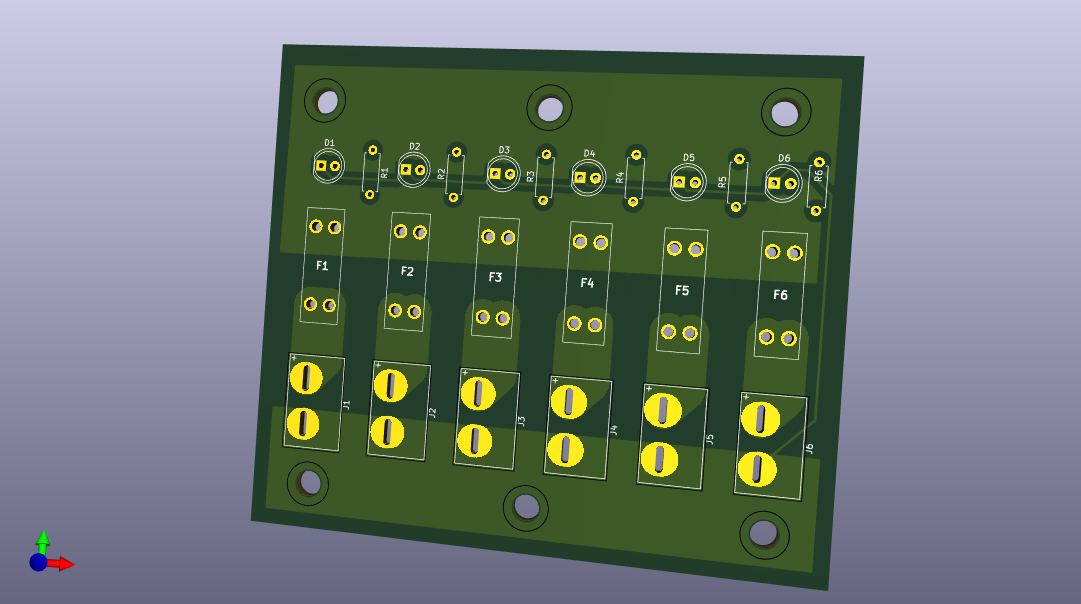 D1
D2
D3
D4
D5
D6
R1
R2
R3
R4
R5
R6
F1
F2
F3
F4
F5
F6
+
+
+
+
+
+
J1
J2
J3
J4
J5
J6